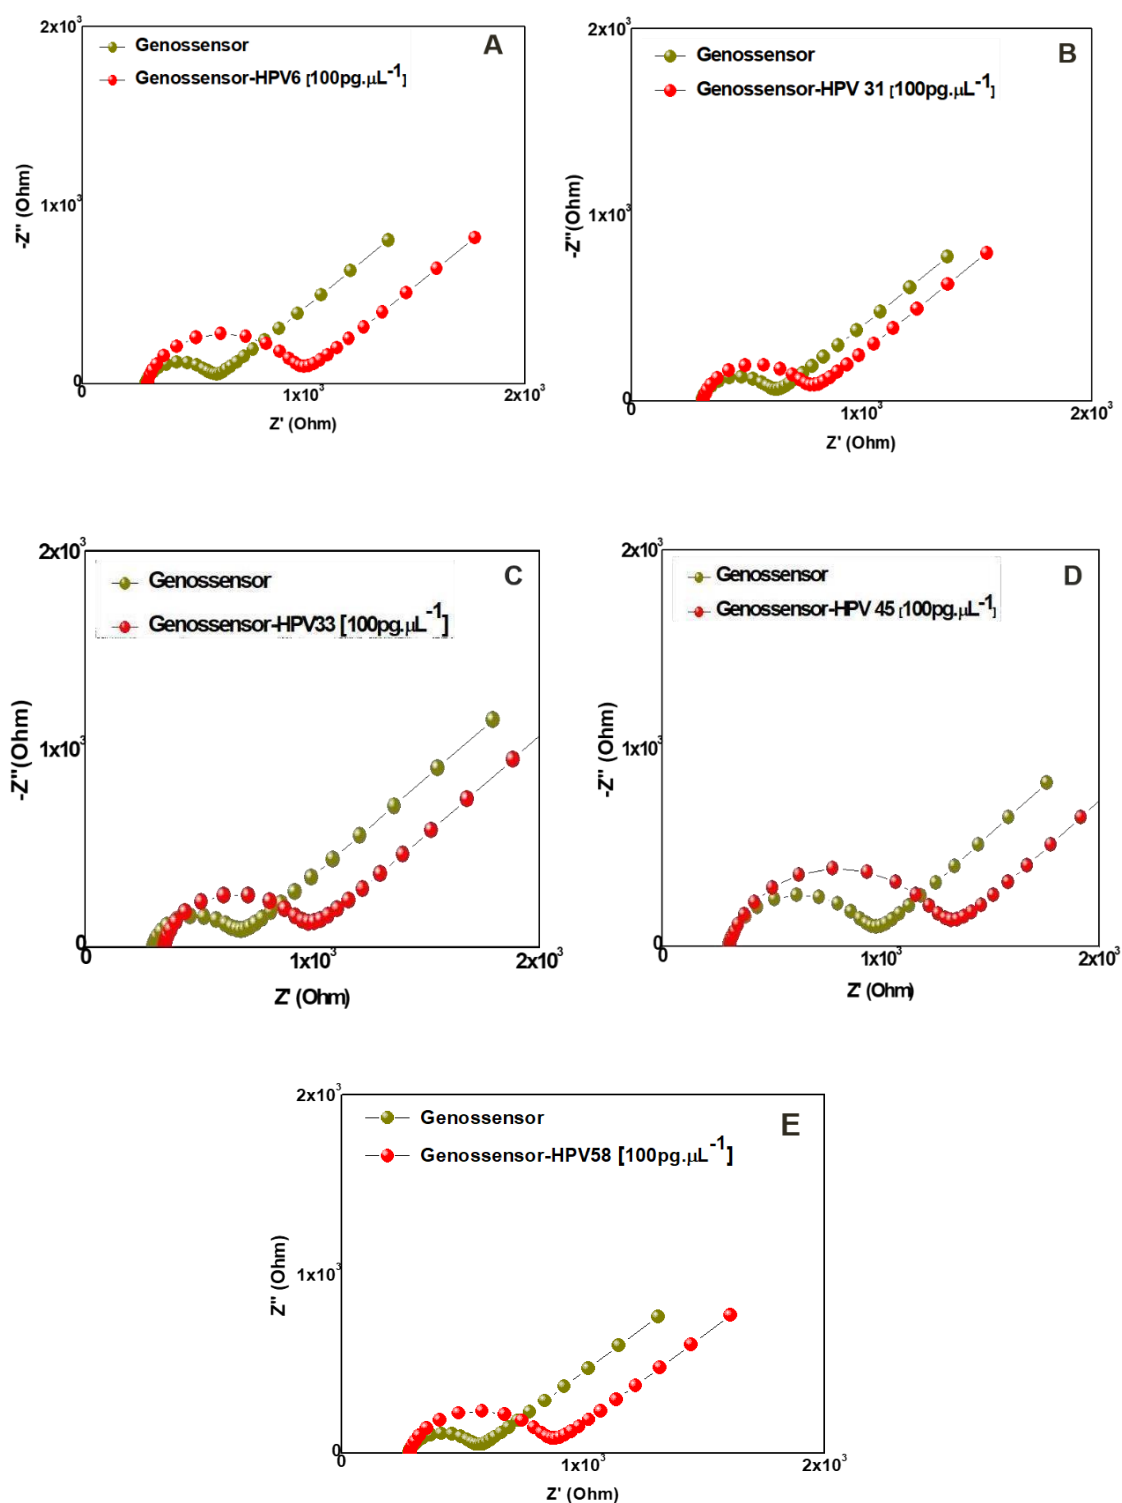 2x10³
A
Genossensor
Genossensor-HPV6 [100pg.µL⁻¹]
-Z" (Ohm)
1x10³
0
0
1x10³
2x10³
Z' (Ohm)
2x10³
B
Genossensor
Genossensor-HPV 31 [100pg.µL⁻¹]
-Z"(Ohm)
1x10³
0
0
1x10³
2x10³
Z' (Ohm)
2x10³
C
Genossensor
Genossensor-HPV33 [100pg.µL⁻¹]
-Z"(Ohm)
1x10³
0
0
1x10³
2x10³
Z' (Ohm)
2x10³
D
Genossensor
Genossensor-HPV 45 [100pg.µL⁻¹]
-Z" (Ohm)
1x10³
0
0
1x10³
2x10³
Z' (Ohm)
2x10³
E
Genossensor
Genossensor-HPV58 [100pg.µL⁻¹]
Z" (Ohm)
1x10³
0
0
1x10³
2x10³
Z' (Ohm)